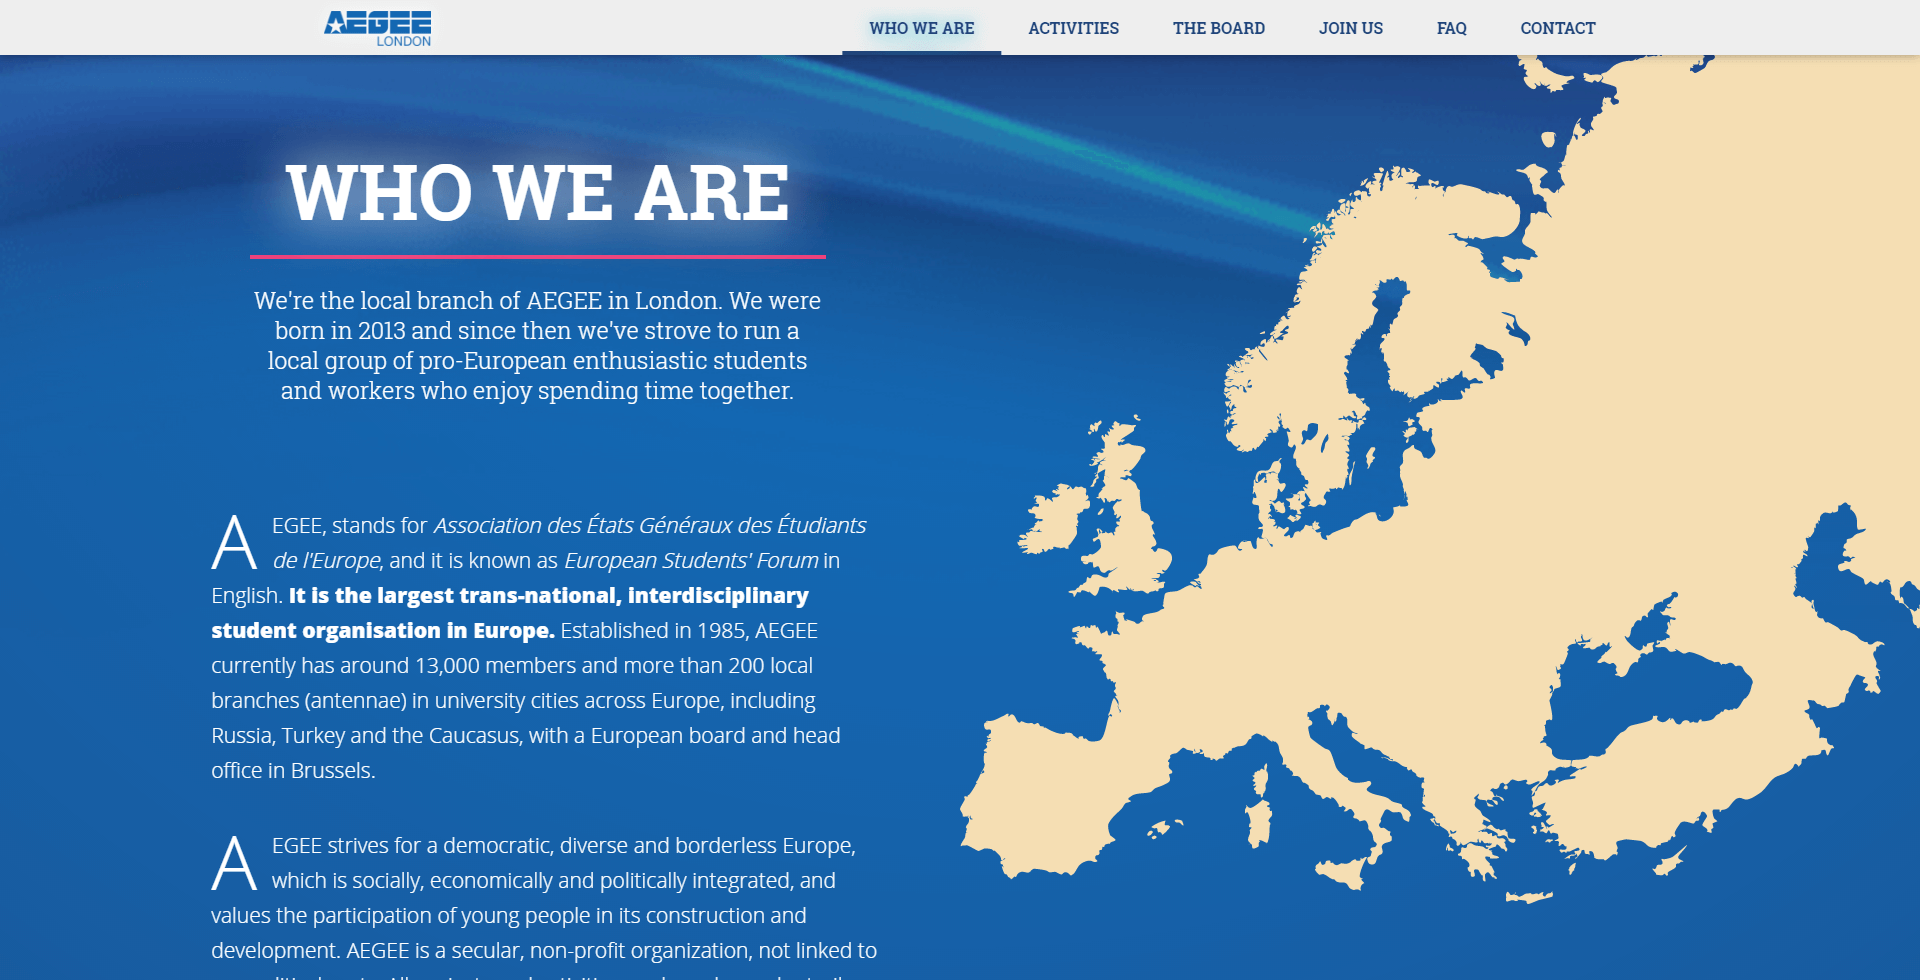 AEGEE
LONDON
WHO WE ARE
ACTIVITIES
THE BOARD
JOIN US
FAQ
CONTACT
WHO WE ARE
We're the local branch of AEGEE in London. We were
born in 2013 and since then we've strove to run a
local group of pro-European enthusiastic students
and workers who enjoy spending time together.
AEGEE, stands for Association des États Généraux des Étudiants
de l'Europe, and it is known as European Students' Forum in
English. It is the largest trans-national, interdisciplinary
student organisation in Europe. Established in 1985, AEGEE
currently has around 13,000 members and more than 200 local
branches (antennae) in university cities across Europe, including
Russia, Turkey and the Caucasus, with a European board and head
office in Brussels.
AEGEE strives for a democratic, diverse and borderless Europe,
which is socially, economically and politically integrated, and
values the participation of young people in its construction and
development. AEGEE is a secular, non-profit organization, not linked to